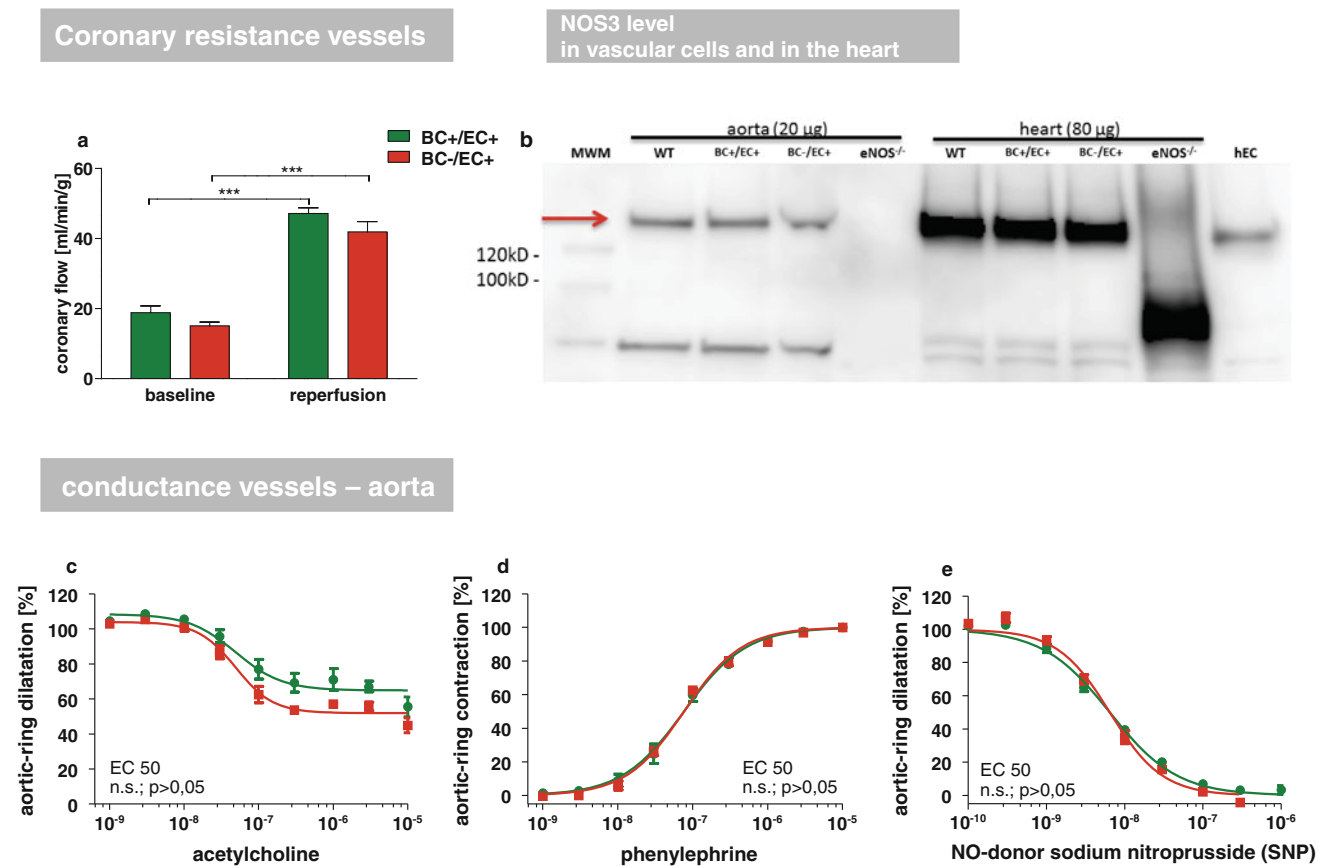 Coronary resistance vessels
NOS3 level
in vascular cells and in the heart
a
BC+/EC+
BC-/EC+
coronary flow [ml/min/g]
60
40
20
0
***
***
baseline
reperfusion
b
aorta (20 µg)
heart (80 µg)
MWM
WT
BC+/EC+
BC-/EC+
eNOS-/-
WT
BC+/EC+
BC-/EC+
eNOS-/-
hEC
120kD -
100kD -
conductance vessels – aorta
c
aortic-ring dilatation [%]
120
100
80
60
40
20
0
EC 50
n.s.; p>0,05
10-9
10-8
10-7
10-6
10-5
acetylcholine
d
aortic-ring contraction [%]
120
100
80
60
40
20
0
EC 50
n.s.; p>0,05
10-9
10-8
10-7
10-6
10-5
phenylephrine
e
aortic-ring dilatation [%]
120
100
80
60
40
20
0
EC 50
n.s.; p>0,05
10-10
10-9
10-8
10-7
10-6
NO-donor sodium nitroprusside (SNP)